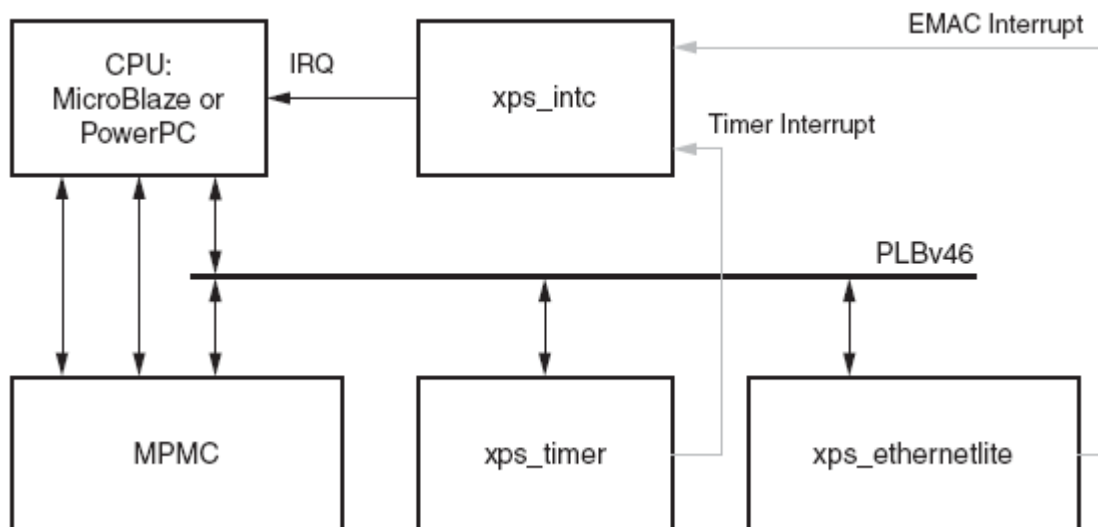 EMAC Interrupt
CPU:
MicroBlaze or
PowerPC
IRQ
xps_intc
Timer Interrupt
PLBv46
MPMC
xps_timer
xps_ethernetlite